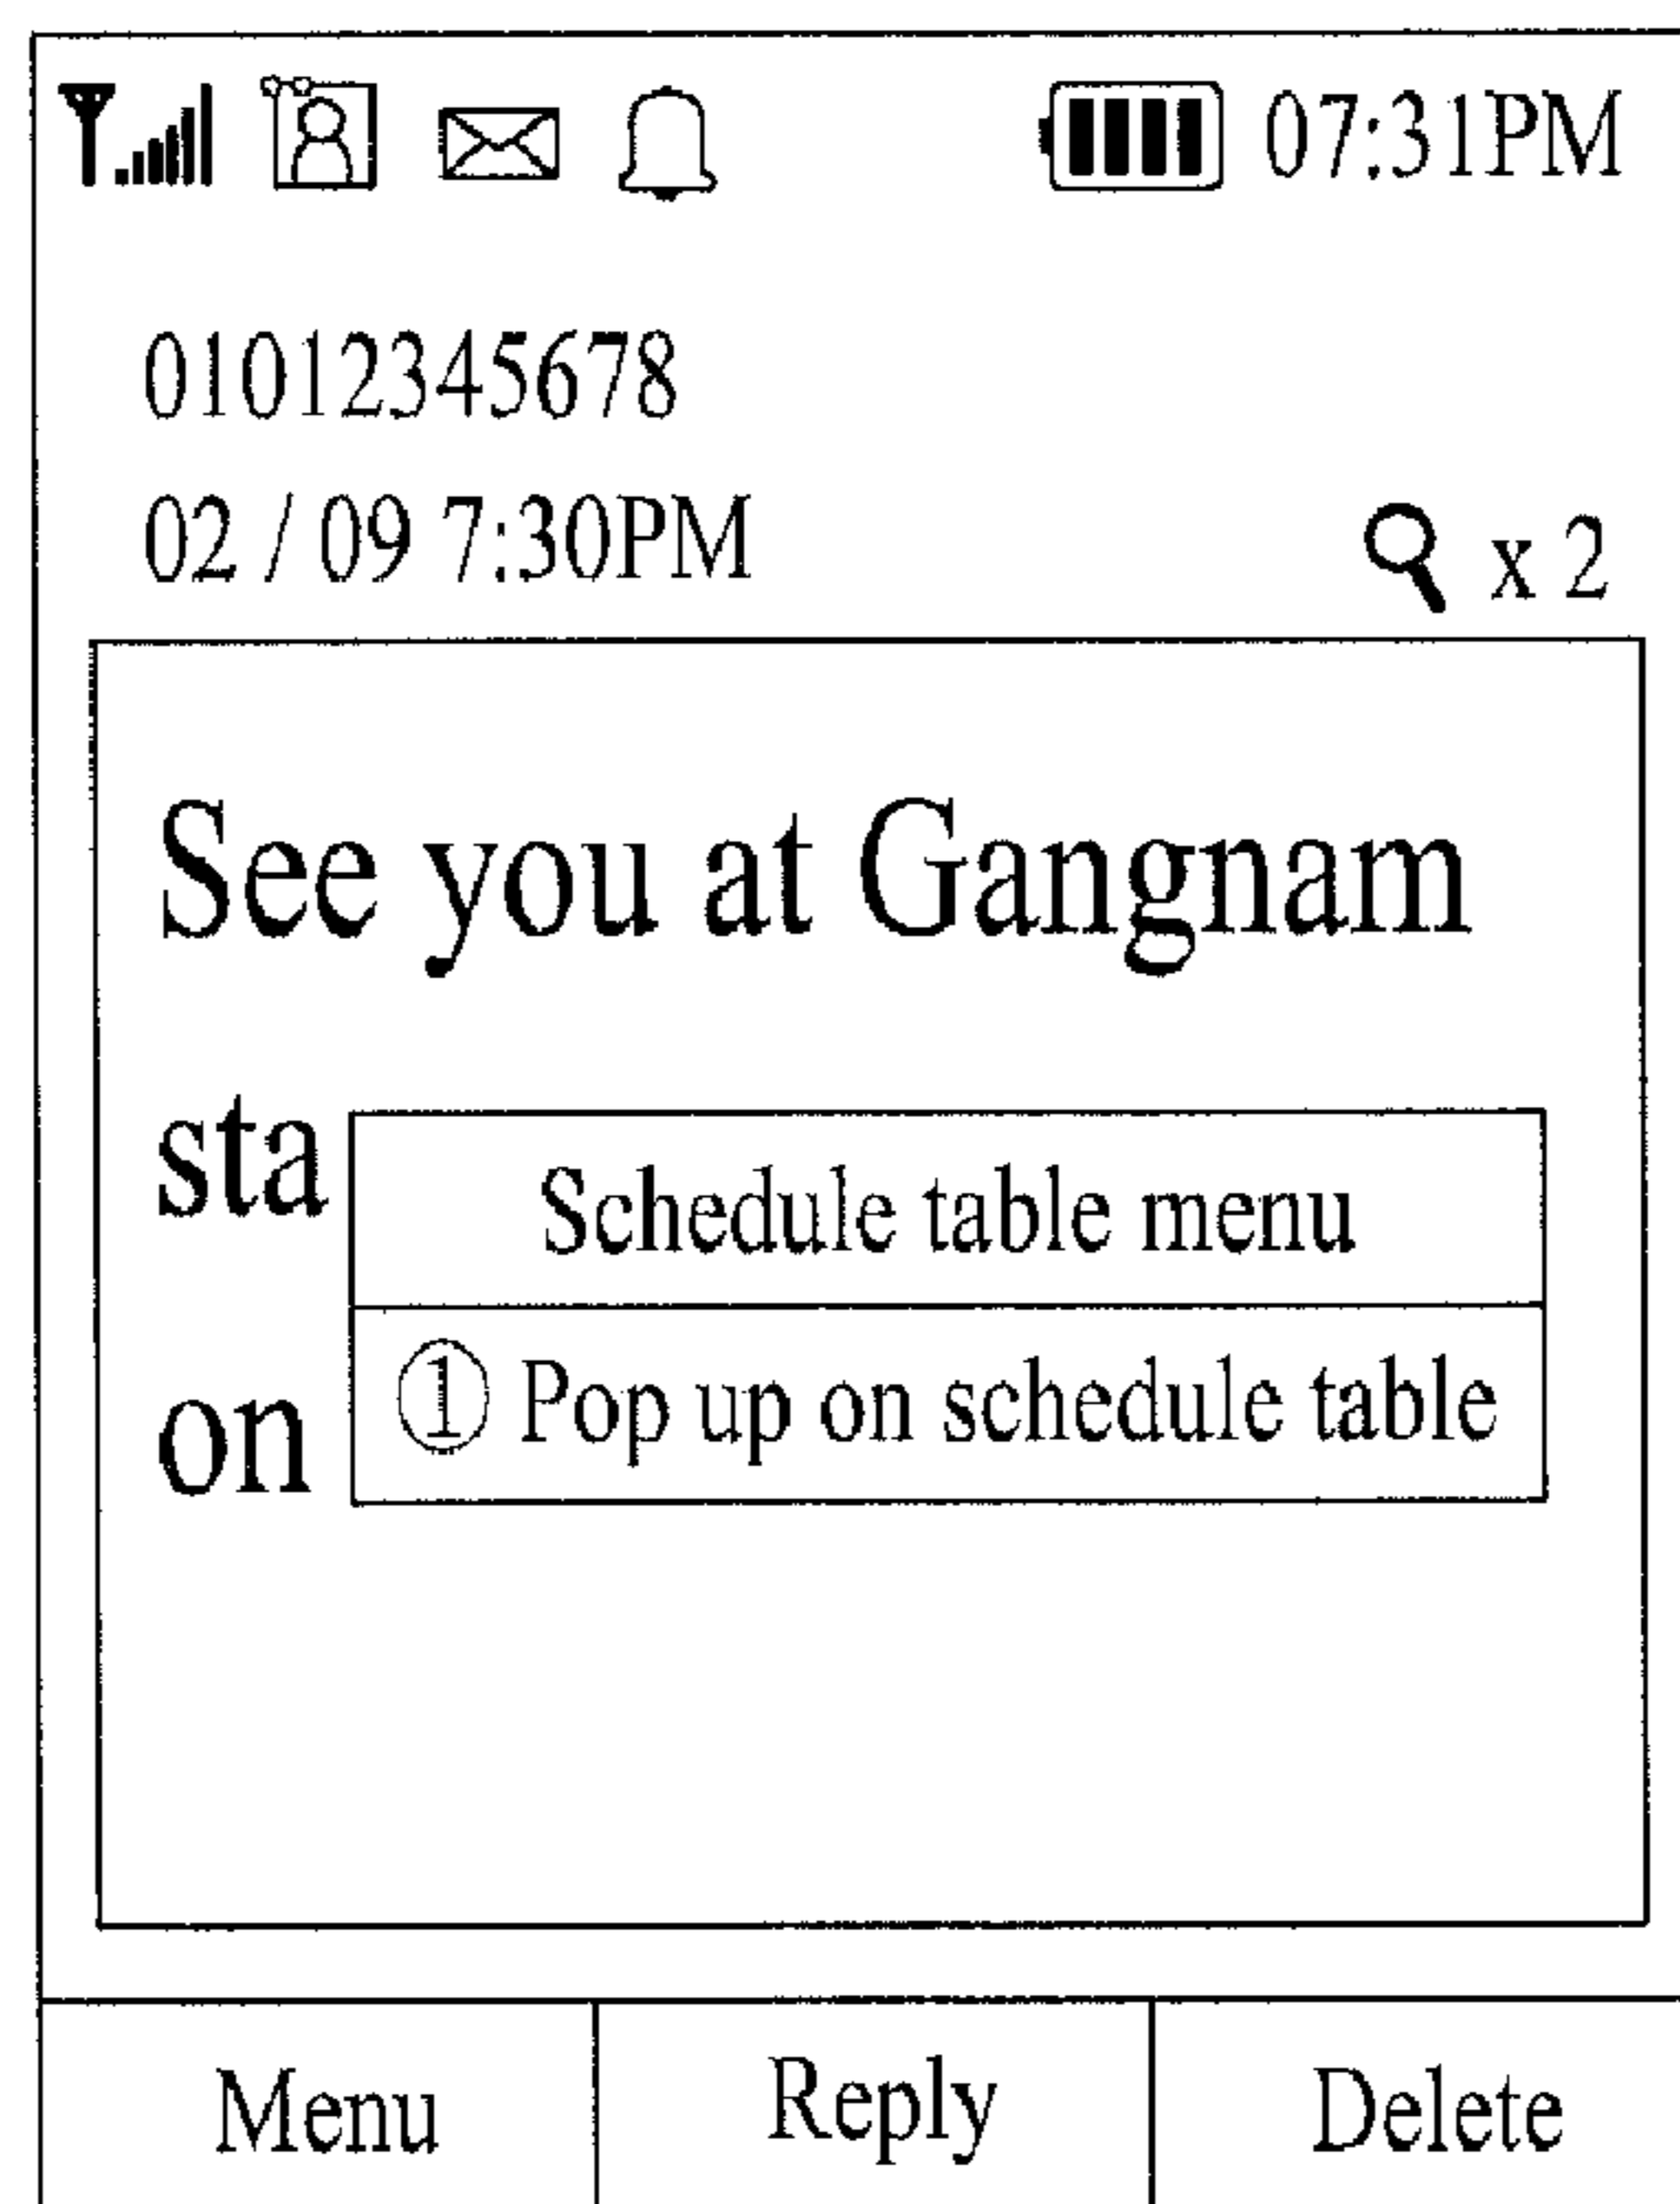 07:31PM
01012345678
02 / 09 7:30PM
x 2
See you at Gangnam
sta
Schedule table menu
on
① Pop up on schedule table
Menu Reply Delete